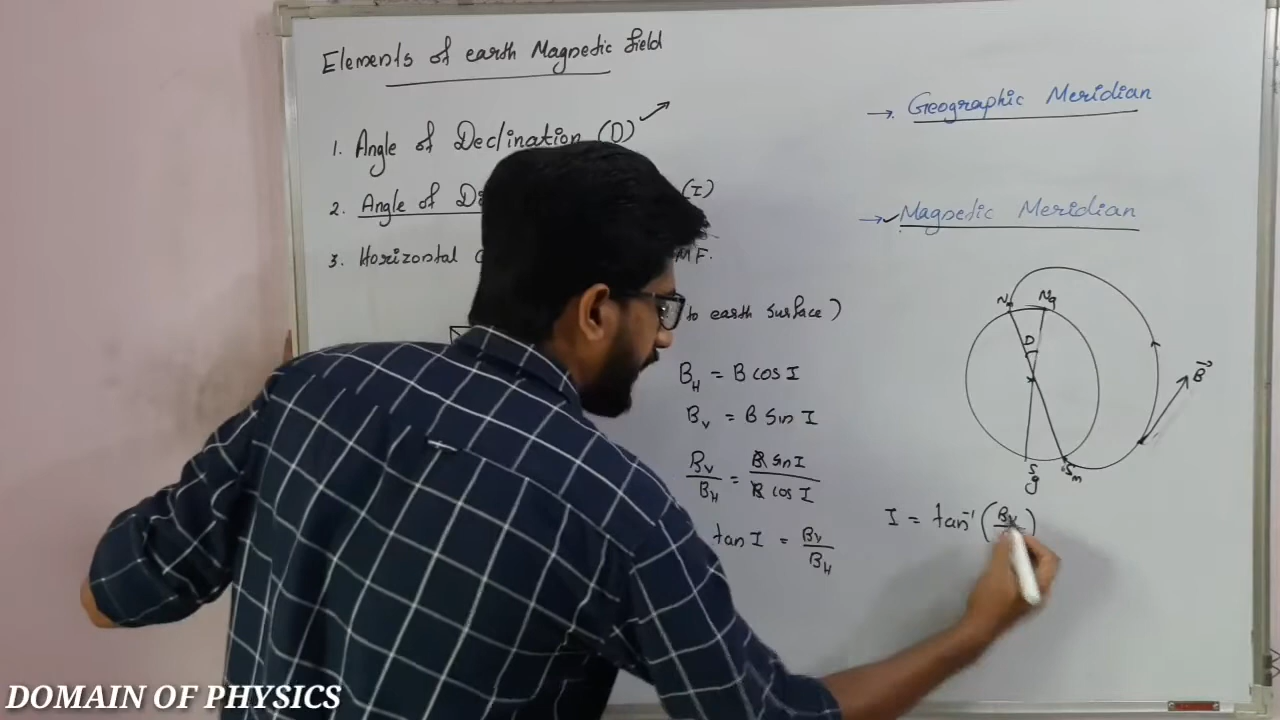 Elements of earth Magnetic field
1. Angle of Declination (D)
2. Angle of (I)
3. Horizontal MF.
to earth Surface)
B_H = B cos I
B_v = B Sin I
B_v / B_H = B sin I / B cos I
tan I = B_v / B_H
→ Geographic Meridian
→ ✓ Magnetic Meridian
Nm Ng
D
B⃗
Sg Sm
I = tan⁻¹ (B_v / )
DOMAIN OF PHYSICS